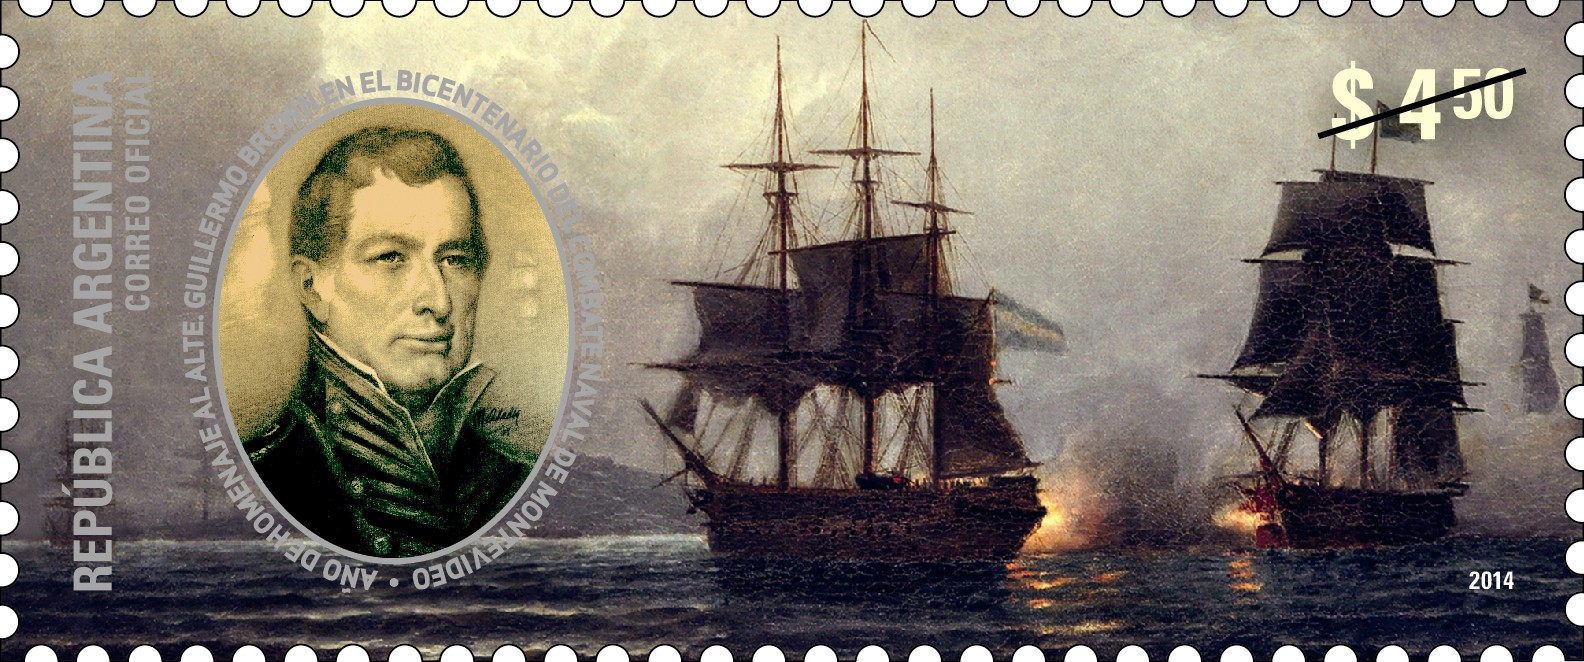 REPÚBLICA ARGENTINA
CORREO OFICIAL
AÑO DE HOMENAJE AL ALTE. GUILLERMO BROWN EN EL BICENTENARIO DEL COMBATE NAVAL DE MONTEVIDEO •
$ 4 50
2014